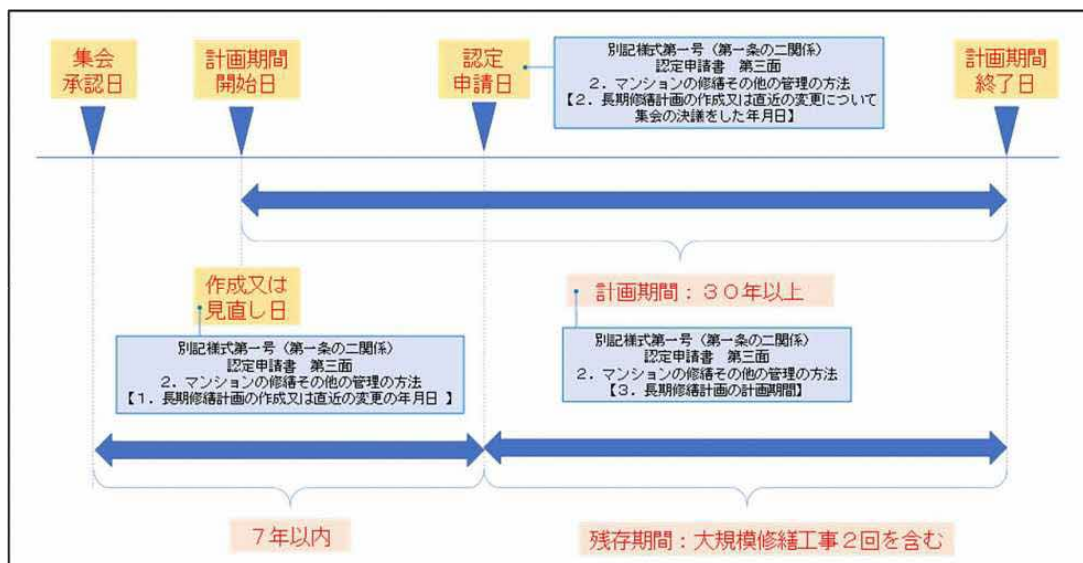 集会
承認日
計画期間
開始日
認定
申請日
別記様式第一号（第一条の二関係）
認定申請書　第三面
２．マンションの修繕その他の管理の方法
【２．長期修繕計画の作成又は直近の変更について
集会の決議をした年月日】
計画期間
終了日
作成又は
見直し日
計画期間：３０年以上
別記様式第一号（第一条の二関係）
認定申請書　第三面
２．マンションの修繕その他の管理の方法
【１．長期修繕計画の作成又は直近の変更の年月日 】
別記様式第一号（第一条の二関係）
認定申請書　第三面
２．マンションの修繕その他の管理の方法
【３．長期修繕計画の計画期間】
７年以内
残存期間：大規模修繕工事２回を含む